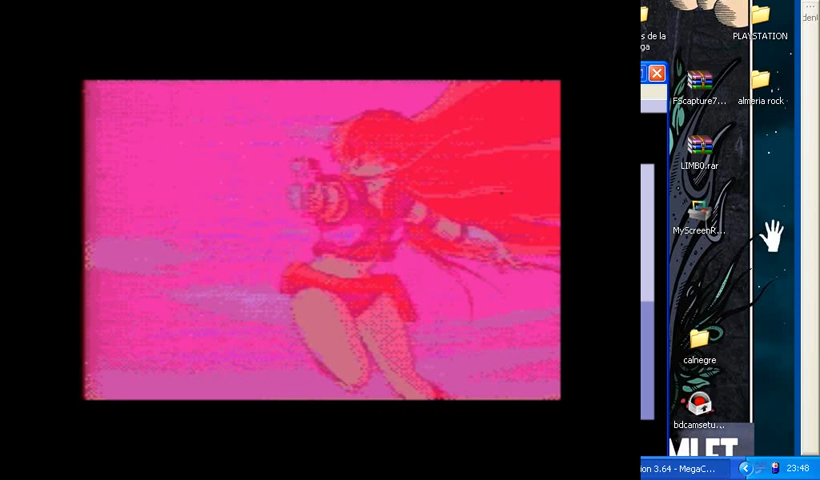 s de la
ga
PLAYSTATION
FScapture7...
almeria rock
LIMBO.rar
MyScreenR...
calnegre
bdcamsetu...
MLET
ion 3.64 - MegaC...
23:48